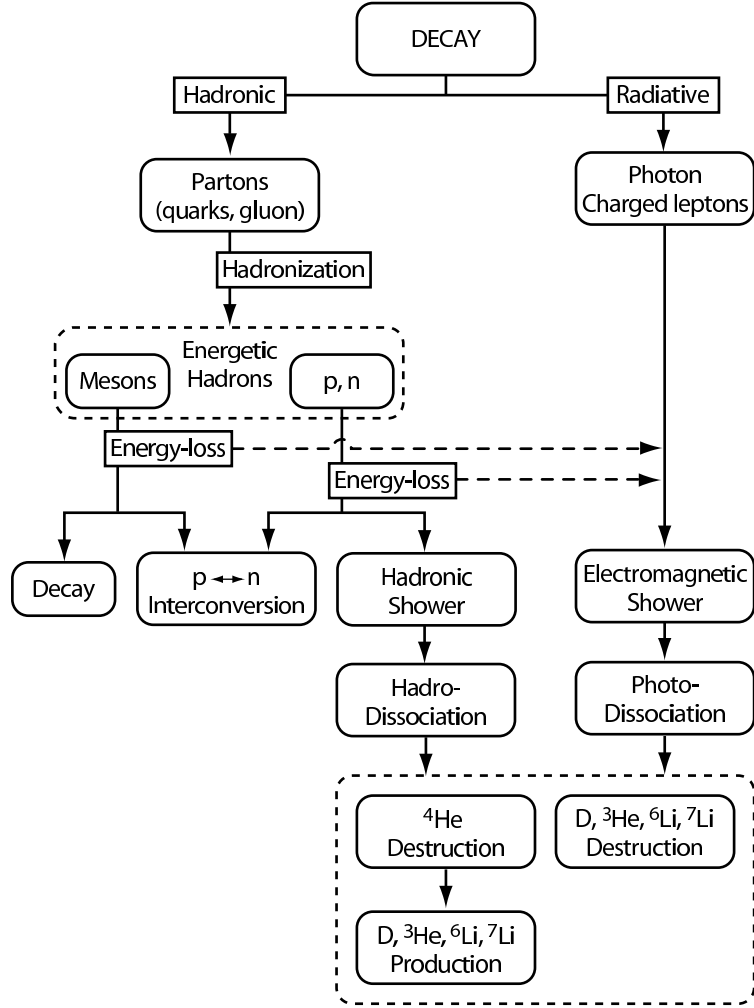 DECAY
Hadronic
Radiative
Partons
(quarks, gluon)
Photon
Charged leptons
Hadronization
Energetic
Hadrons
Mesons
p, n
Energy-loss
Energy-loss
Decay
p ↔ n
Interconversion
Hadronic
Shower
Electromagnetic
Shower
Hadro-
Dissociation
Photo-
Dissociation
⁴He
Destruction
D, ³He, ⁶Li, ⁷Li
Destruction
D, ³He, ⁶Li, ⁷Li
Production